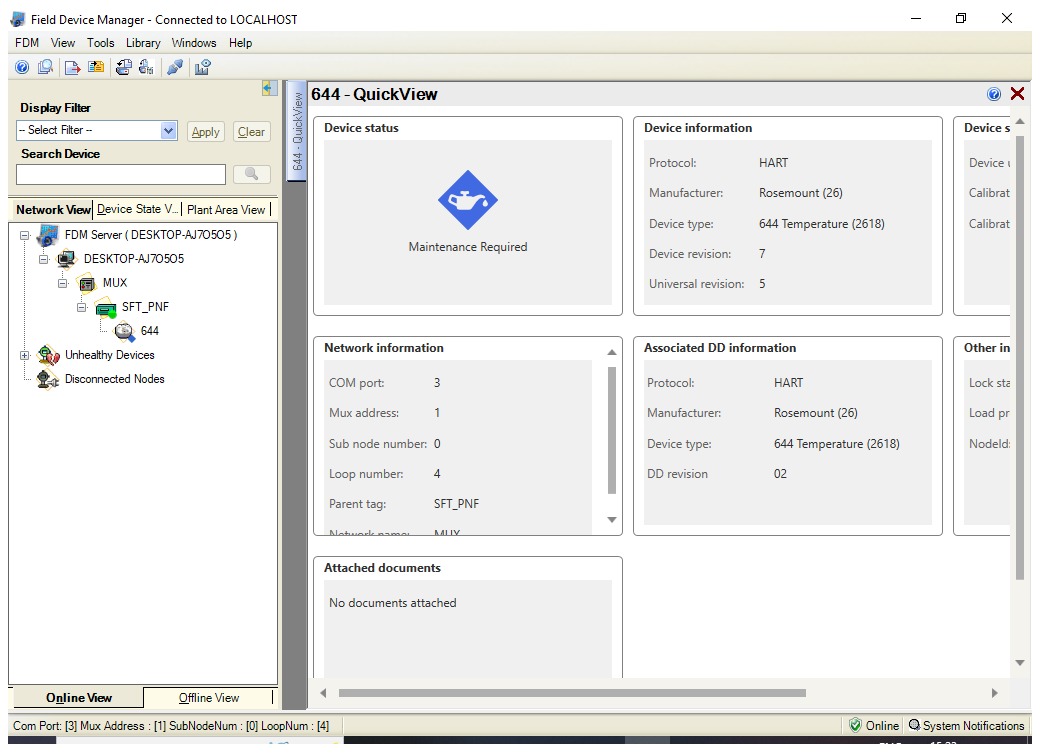 Field Device Manager - Connected to LOCALHOST
FDM View Tools Library Windows Help
Display Filter
-- Select Filter --
Apply
Clear
Search Device
Network View
Device State V...
Plant Area View
FDM Server ( DESKTOP-AJ7O5O5 )
DESKTOP-AJ7O5O5
MUX
SFT_PNF
644
Unhealthy Devices
Disconnected Nodes
Online View
Offline View
644 - QuickView
644 - QuickView
Device status
Maintenance Required
Device information
Protocol: HART
Manufacturer: Rosemount (26)
Device type: 644 Temperature (2618)
Device revision: 7
Universal revision: 5
Device s
Device
Calibrat
Calibrat
Network information
COM port: 3
Mux address: 1
Sub node number: 0
Loop number: 4
Parent tag: SFT_PNF
Network name: MUX
Associated DD information
Protocol: HART
Manufacturer: Rosemount (26)
Device type: 644 Temperature (2618)
DD revision 02
Other in
Lock sta
Load pr
NodeId:
Attached documents
No documents attached
Com Port: [3] Mux Address : [1] SubNodeNum : [0] LoopNum : [4]
Online
System Notifications